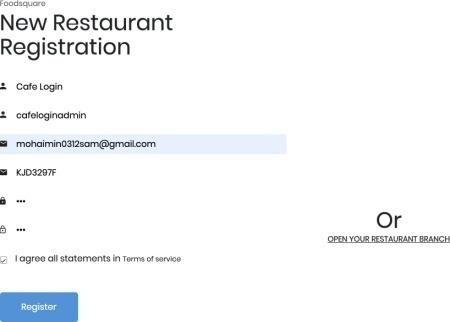 Foodsquare
New Restaurant
Registration
Cafe Login
cafeloginadmin
mohaimin0312sam@gmail.com
KJD3297F
•••
•••
I agree all statements in Terms of service
Register
Or
OPEN YOUR RESTAURANT BRANCH